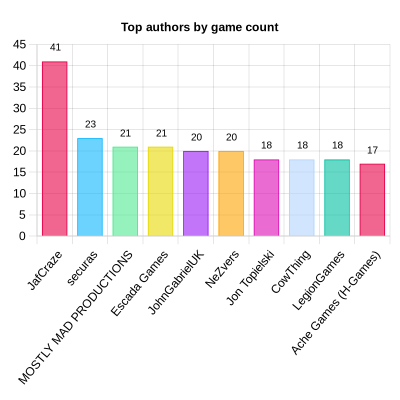 Top authors by game count
45
40
35
30
25
20
15
10
5
0
41
23
21
21
20
20
18
18
18
17
JafCraze
securas
MOSTLY MAD PRODUCTIONS
Escada Games
JohnGabrielUK
NeZvers
Jon Topielski
CowThing
LegionGames
Ache Games (H-Games)